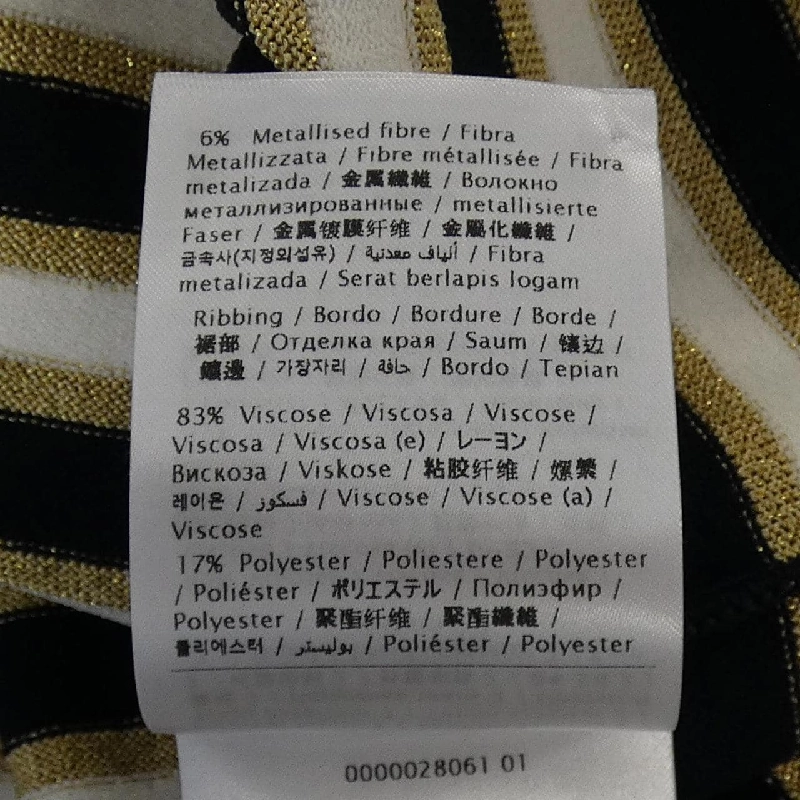 6% Metallised fibre / Fibra
Metallizzata / Fibre métallisée / Fibra
metalizada / 金属繊維 / Волокно
металлизированные / metallisierte
Faser / 金属镀膜纤维 / 金屬化纖維 /
금속사(지정외섬유) / ألياف معدنية / Fibra
metalizada / Serat berlapis logam
Ribbing / Bordo / Bordure / Borde /
裾部 / Отделка края / Saum / 镶边 /
鑲邊 / 가장자리 / حافة / Bordo / Tepian
83% Viscose / Viscosa / Viscose /
Viscosa / Viscosa (e) / レーヨン /
Вискоза / Viskose / 粘胶纤维 / 嫘縈 /
레이온 / فسكوز / Viscose / Viscose (a) /
Viscose
17% Polyester / Poliestere / Polyester
/ Poliéster / ポリエステル / Полиэфир /
Polyester / 聚酯纤维 / 聚酯纖維 /
폴리에스터 / بوليستر / Poliéster / Polyester
0000028061 01